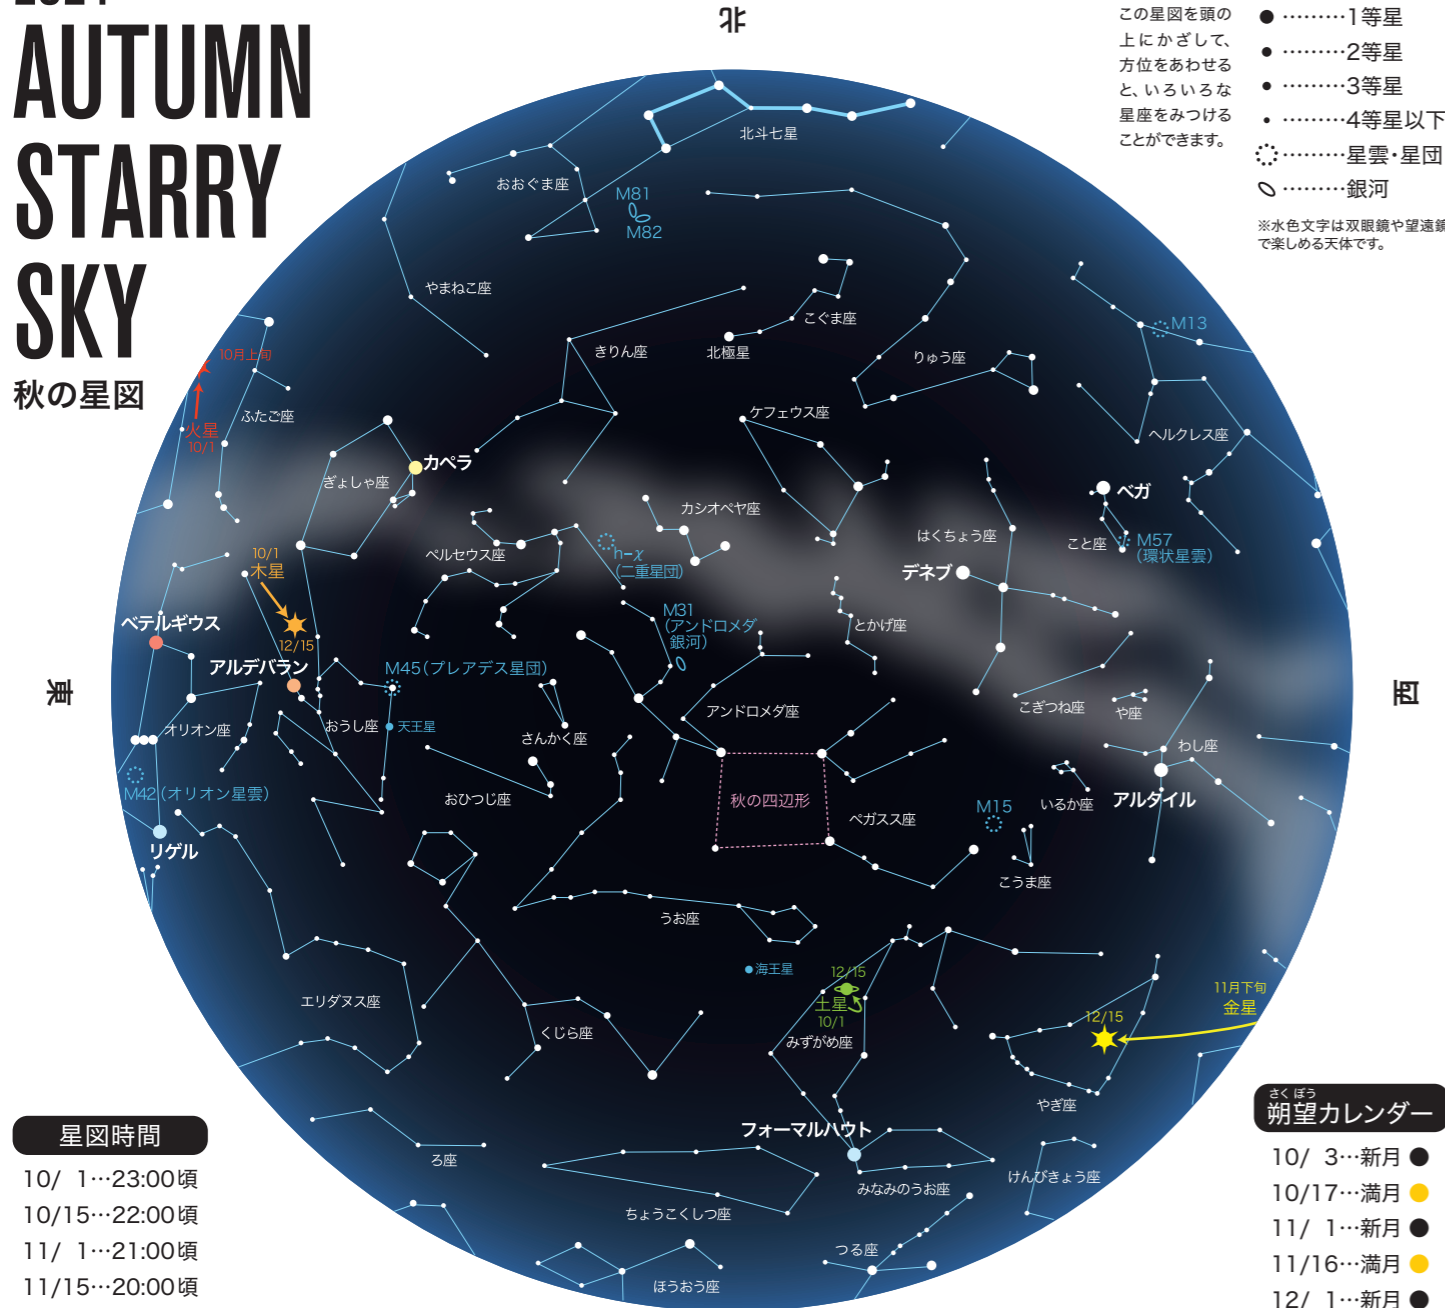 AUTUMN
STARRY
SKY
秋の星図
北
この星図を頭の
上にかざして、
方位をあわせる
と、いろいろな
星座をみつける
ことができます。
●………1等星
●………2等星
●………3等星
・………4等星以下
………星雲・星団
………銀河
※水色文字は双眼鏡や望遠鏡
で楽しめる天体です。
北斗七星
おおぐま座
M81
M82
やまねこ座
こぐま座
北極星
きりん座
りゅう座
M13
10月上旬
火星
10/1
ふたご座
ケフェウス座
ヘルクレス座
カペラ
ぎょしゃ座
カシオペヤ座
ベガ
こと座
M57
(環状星雲)
はくちょう座
デネブ
ペルセウス座
h-χ
(二重星団)
10/1
木星
12/15
M31
(アンドロメダ
銀河)
とかげ座
ベテルギウス
アルデバラン
M45(プレアデス星団)
東
西
オリオン座
おうし座
天王星
さんかく座
アンドロメダ座
こぎつね座
や座
わし座
M42(オリオン星雲)
おひつじ座
秋の四辺形
ペガスス座
M15
いるか座
アルタイル
リゲル
こうま座
うお座
海王星
12/15
土星
10/1
みずがめ座
11月下旬
金星
12/15
エリダヌス座
くじら座
やぎ座
フォーマルハウト
ろ座
みなみのうお座
けんびきょう座
ちょうこくしつ座
つる座
ほうおう座
星図時間
10/ 1…23:00頃
10/15…22:00頃
11/ 1…21:00頃
11/15…20:00頃
さくぼう
朔望カレンダー
10/ 3…新月●
10/17…満月●
11/ 1…新月●
11/16…満月●
12/ 1…新月●